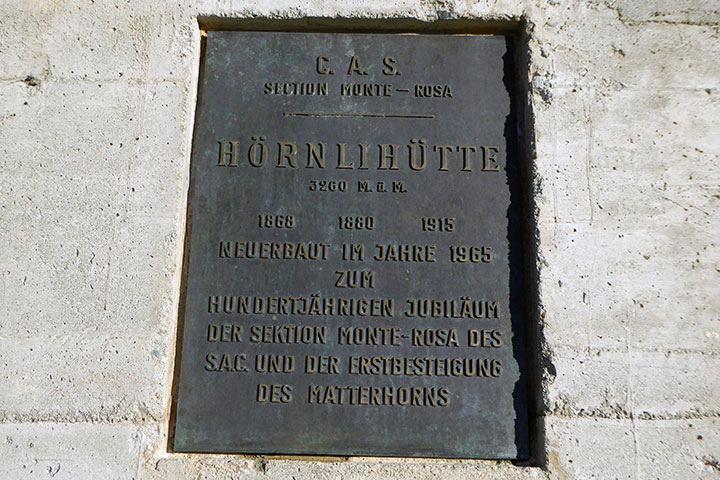 C. A. S.
SECTION MONTE – ROSA
HÖRNLIHÜTTE
3260 M. ü. M.
1868 1880 1915
NEUERBAUT IM JAHRE 1965
ZUM
HUNDERTJÄHRIGEN JUBILÄUM
DER SEKTION MONTE-ROSA DES
S.A.C. UND DER ERSTBESTEIGUNG
DES MATTERHORNS